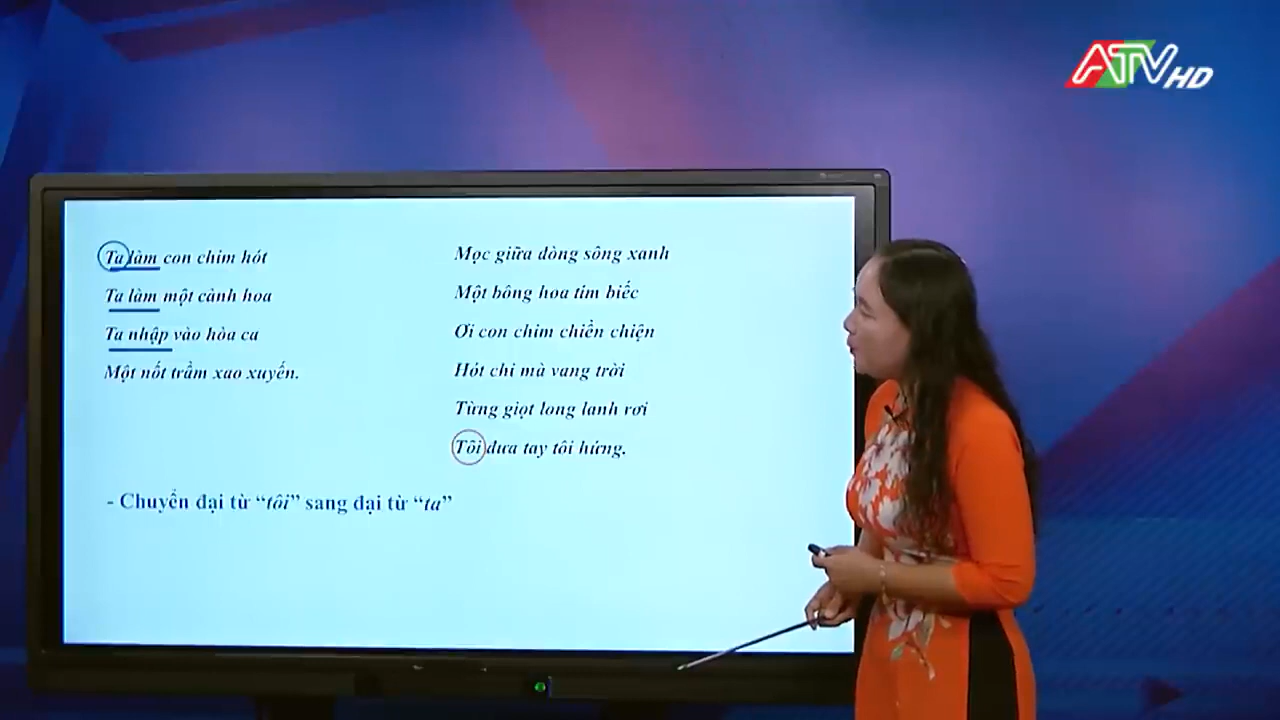 ATV HD
Ta làm con chim hót
Ta làm một cành hoa
Ta nhập vào hòa ca
Một nốt trầm xao xuyến.
Mọc giữa dòng sông xanh
Một bông hoa tím biếc
Ơi con chim chiền chiện
Hót chi mà vang trời
Từng giọt long lanh rơi
Tôi đưa tay tôi hứng.
- Chuyển đại từ “tôi” sang đại từ “ta”